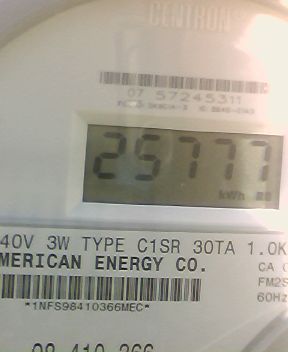 CENTRON
07 57245311
25777
kWh
40V 3W TYPE C1SR 30TA 1.0K
MERICAN ENERGY CO.
CA
*1NFS98410366MEC*
FM2S
60Hz
98 410 366